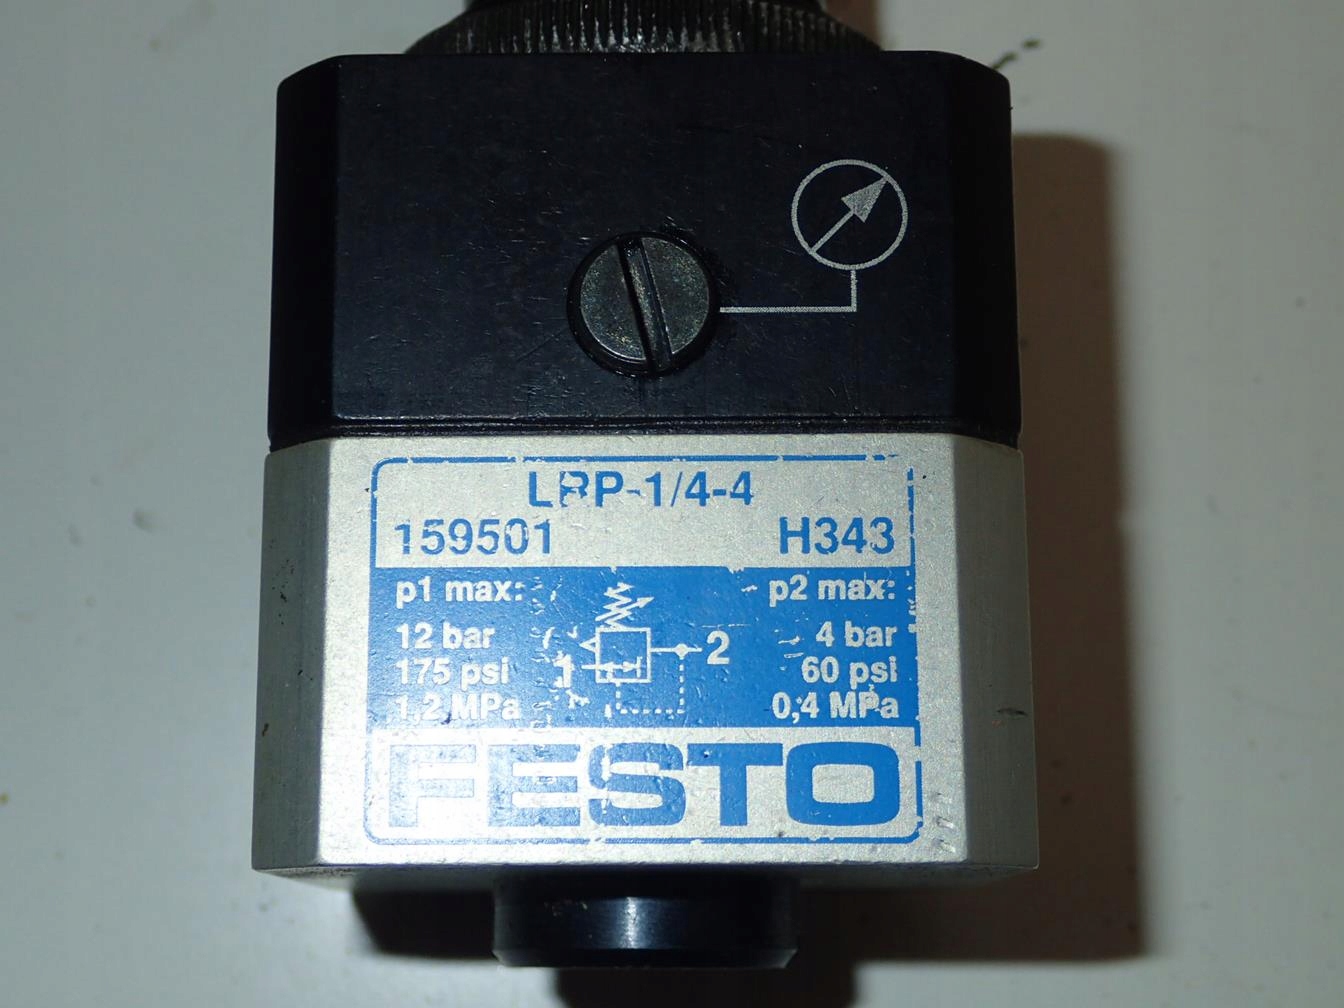 LRP-1/4-4
159501 H343
p1 max: p2 max:
12 bar 4 bar
175 psi 60 psi
1,2 MPa 0,4 MPa
1 2
FESTO